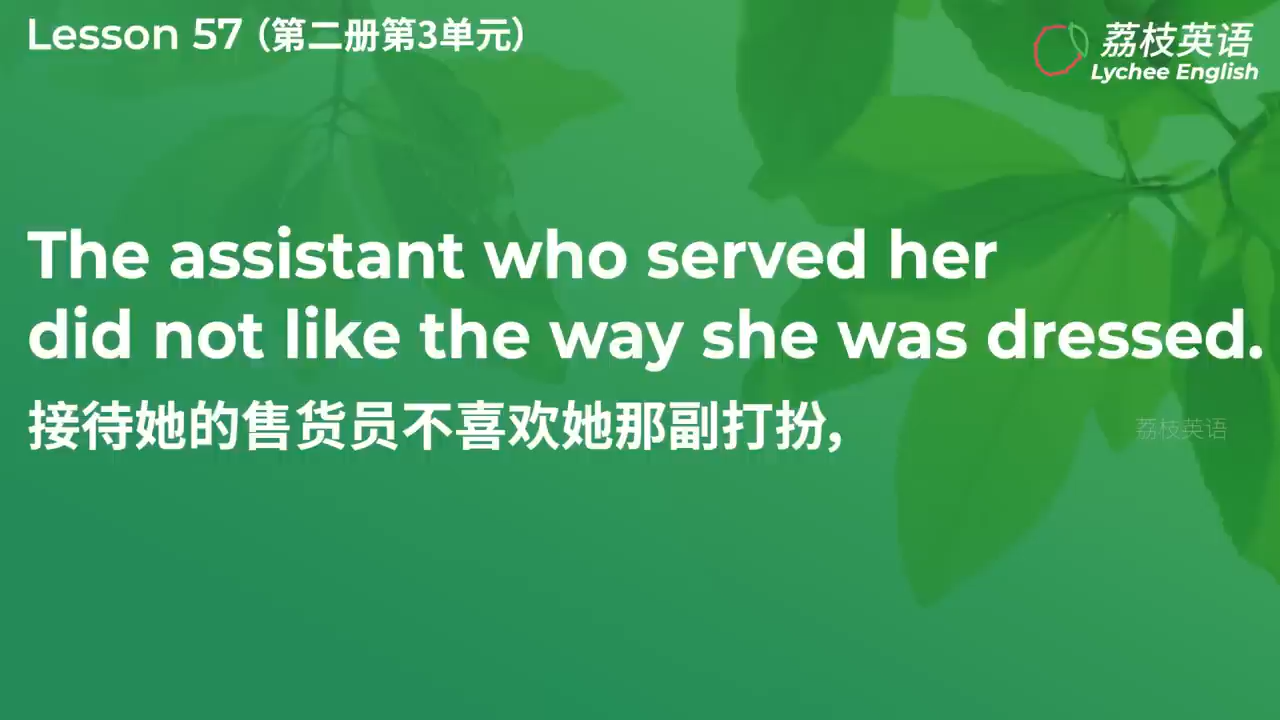 Lesson 57（第二册第3单元）
荔枝英语
Lychee English
The assistant who served her
did not like the way she was dressed.
接待她的售货员不喜欢她那副打扮,
荔枝英语